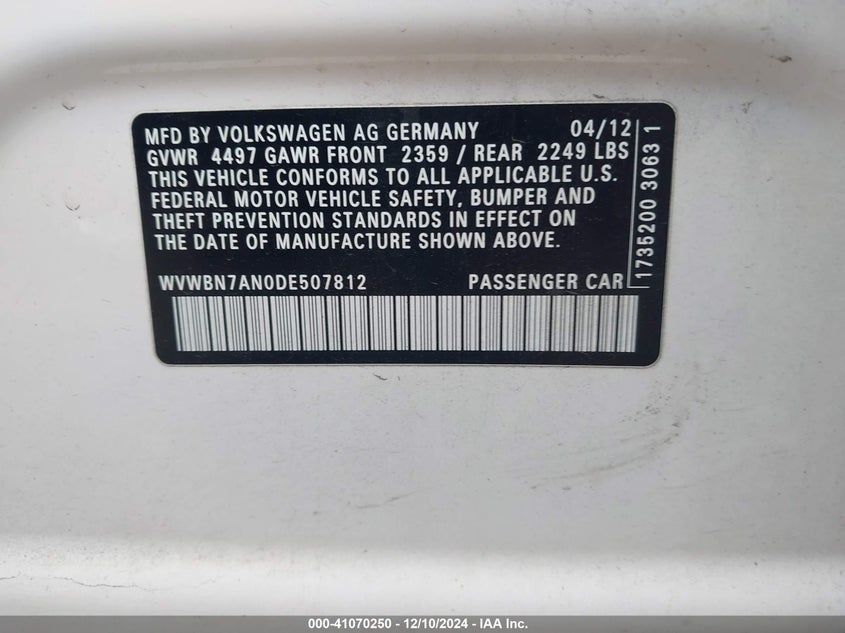 MFD BY VOLKSWAGEN AG GERMANY 04/12
GVWR 4497 GAWR FRONT 2359 / REAR 2249 LBS
THIS VEHICLE CONFORMS TO ALL APPLICABLE U.S.
FEDERAL MOTOR VEHICLE SAFETY, BUMPER AND
THEFT PREVENTION STANDARDS IN EFFECT ON
THE DATE OF MANUFACTURE SHOWN ABOVE.
WVWBN7AN0DE507812 PASSENGER CAR
1735200 3063 1
000-41070250 - 12/10/2024 - IAA Inc.